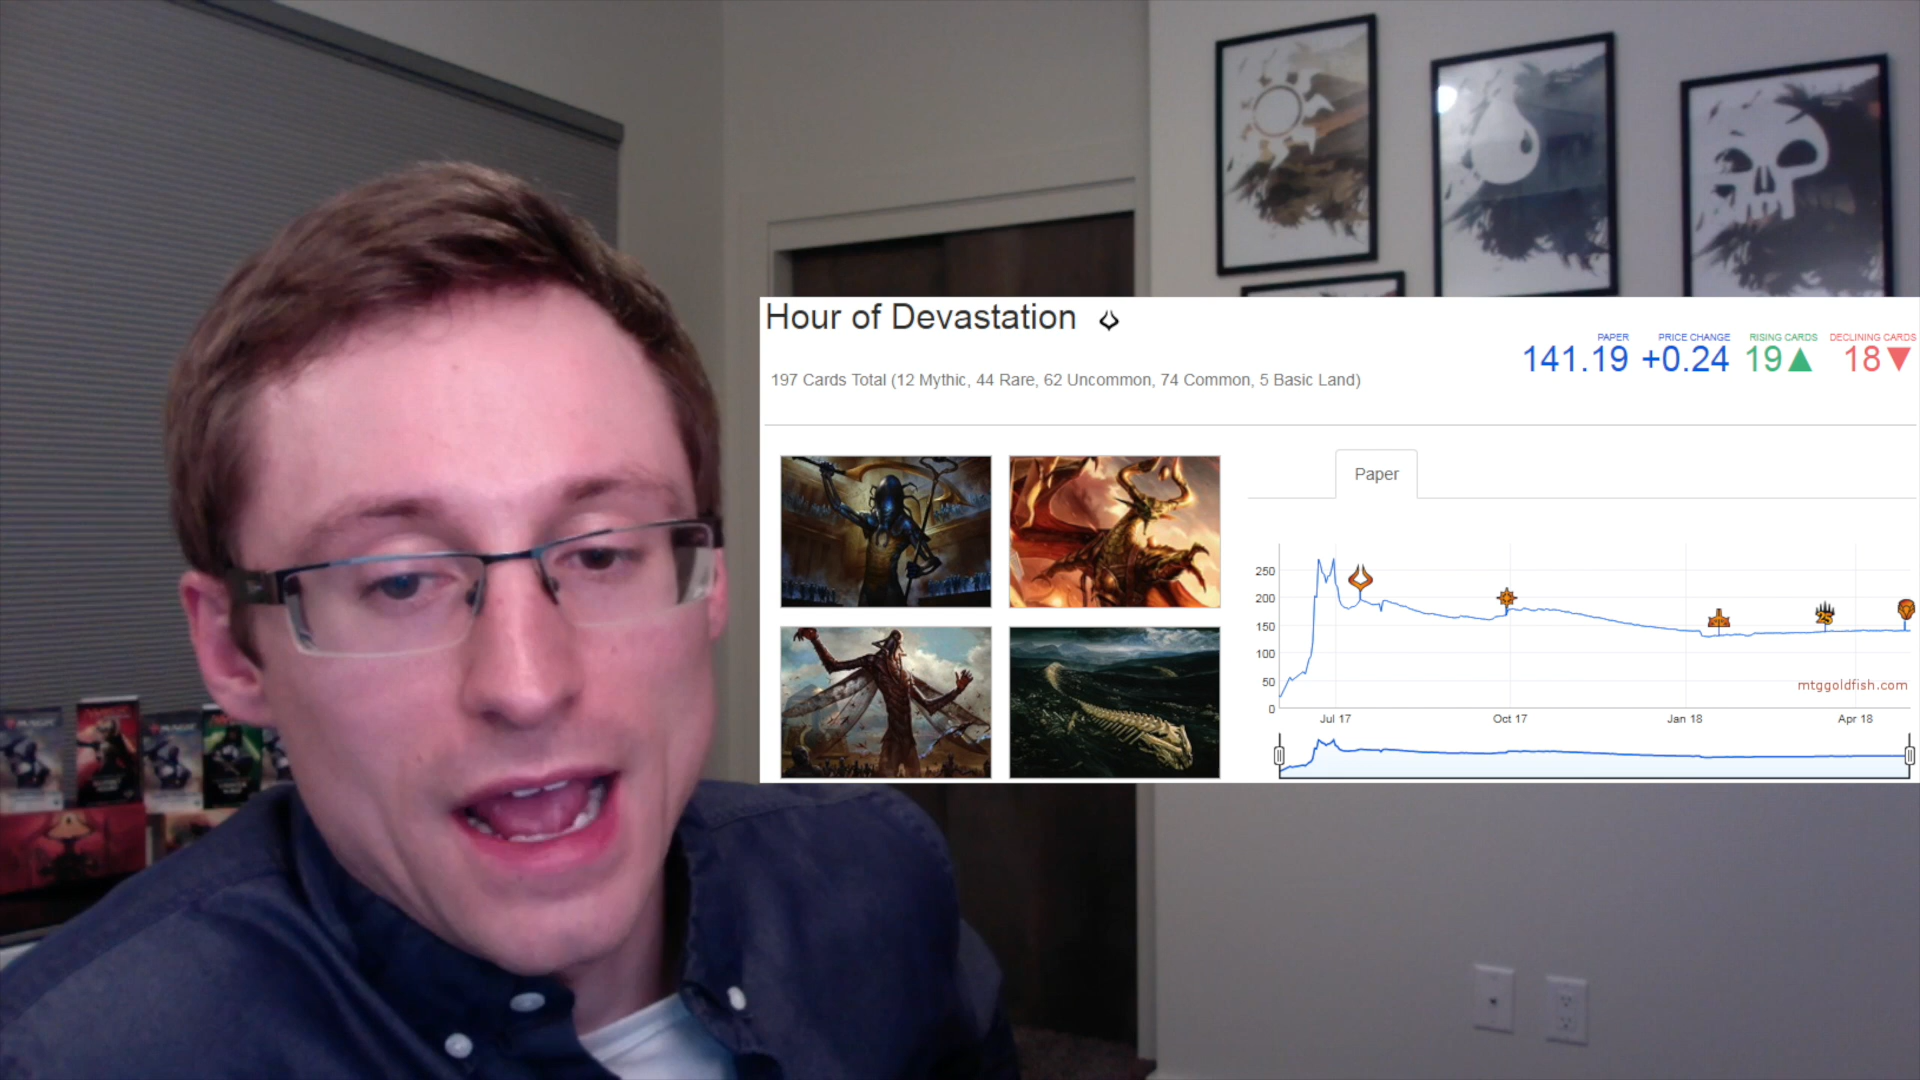 Hour of Devastation
PAPER PRICE CHANGE RISING CARDS DECLINING CARDS
141.19 +0.24 19▲ 18▼
197 Cards Total (12 Mythic, 44 Rare, 62 Uncommon, 74 Common, 5 Basic Land)
Paper
250
200
150
100
50
0
25
mtggoldfish.com
Jul 17 Oct 17 Jan 18 Apr 18
MAGIC